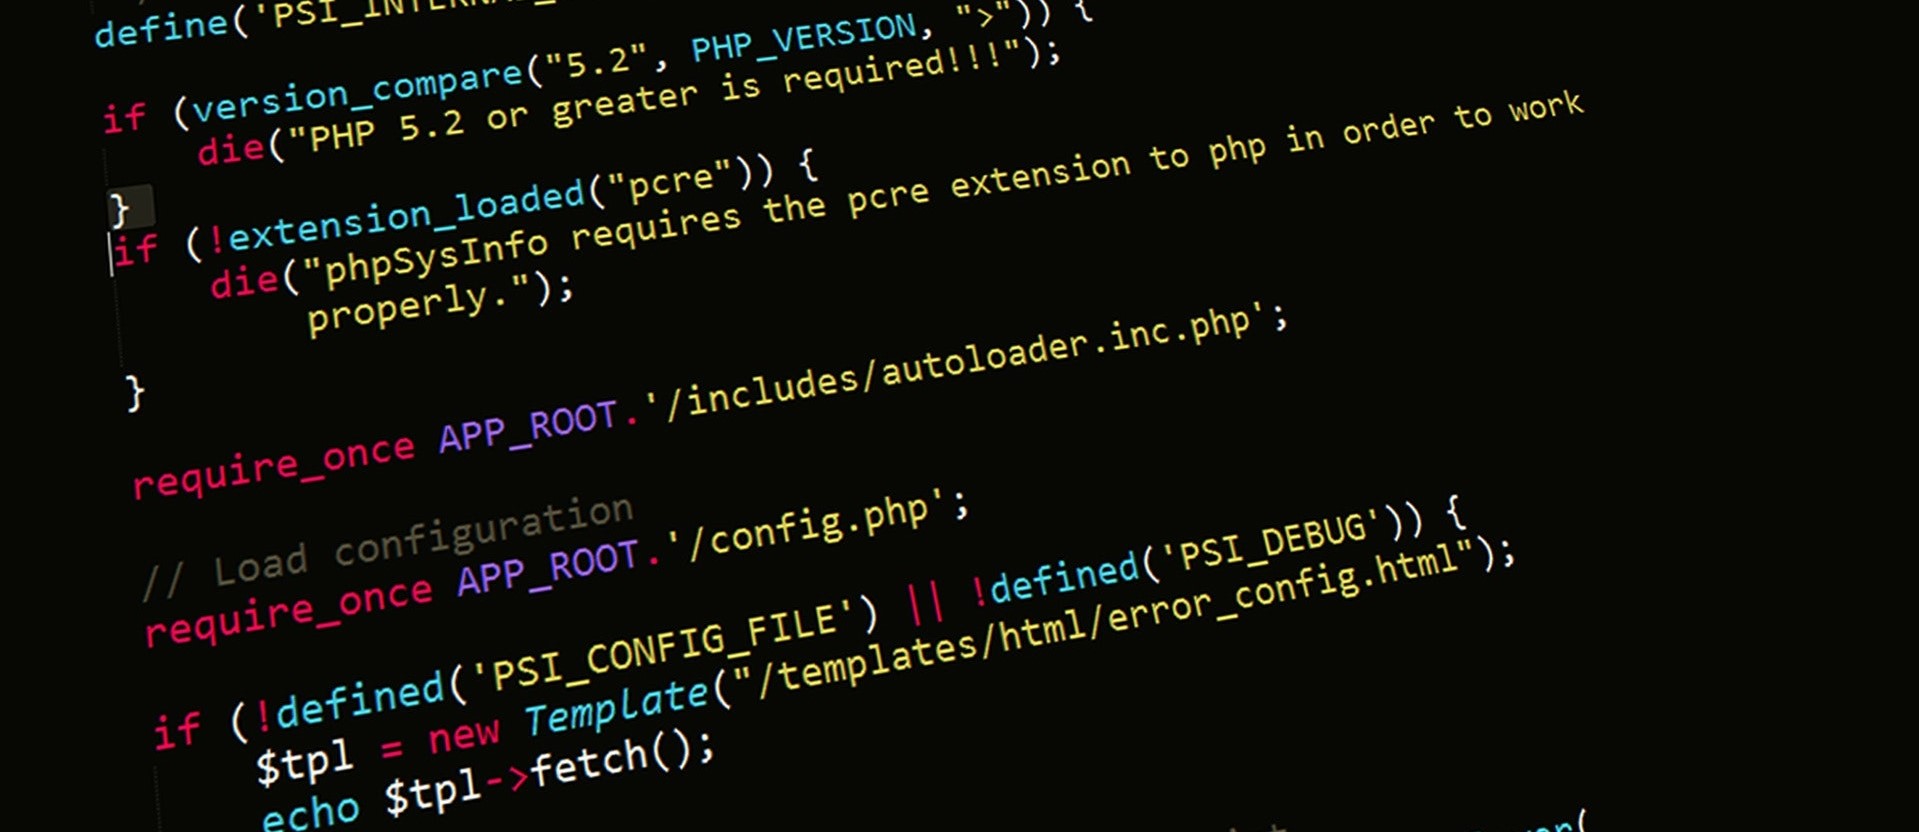 define('PSI_INTERNAL_
if (version_compare("5.2", PHP_VERSION, ">")) {
die("PHP 5.2 or greater is required!!!");
}
if (!extension_loaded("pcre")) {
die("phpSysInfo requires the pcre extension to php in order to work
properly.");
}
require_once APP_ROOT.'/includes/autoloader.inc.php';
// Load configuration
require_once APP_ROOT.'/config.php';
if (!defined('PSI_CONFIG_FILE') || !defined('PSI_DEBUG')) {
$tpl = new Template("/templates/html/error_config.html");
echo $tpl->fetch();